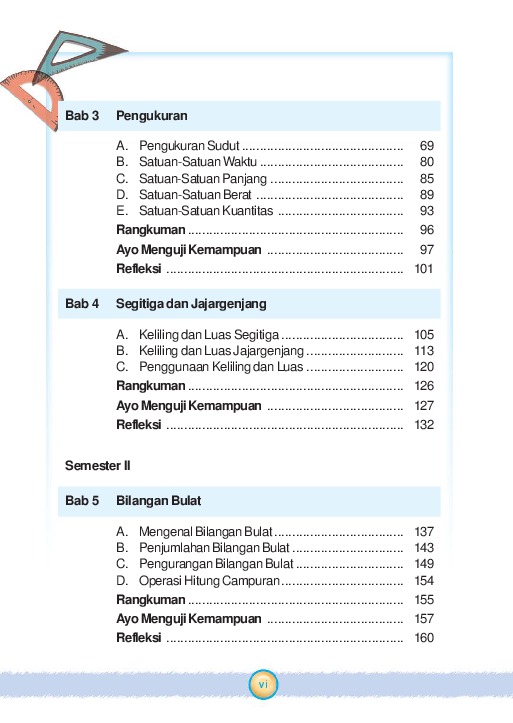 Bab 3 Pengukuran
A. Pengukuran Sudut ............................................. 69
B. Satuan-Satuan Waktu ........................................ 80
C. Satuan-Satuan Panjang ..................................... 85
D. Satuan-Satuan Berat ......................................... 89
E. Satuan-Satuan Kuantitas ................................... 93
Rangkuman ............................................................ 96
Ayo Menguji Kemampuan ...................................... 97
Refleksi .................................................................. 101
Bab 4 Segitiga dan Jajargenjang
A. Keliling dan Luas Segitiga .................................. 105
B. Keliling dan Luas Jajargenjang ........................... 113
C. Penggunaan Keliling dan Luas ........................... 120
Rangkuman ............................................................ 126
Ayo Menguji Kemampuan ...................................... 127
Refleksi .................................................................. 132
Semester II
Bab 5 Bilangan Bulat
A. Mengenal Bilangan Bulat .................................... 137
B. Penjumlahan Bilangan Bulat ............................... 143
C. Pengurangan Bilangan Bulat .............................. 149
D. Operasi Hitung Campuran .................................. 154
Rangkuman ............................................................ 155
Ayo Menguji Kemampuan ...................................... 157
Refleksi .................................................................. 160
vi